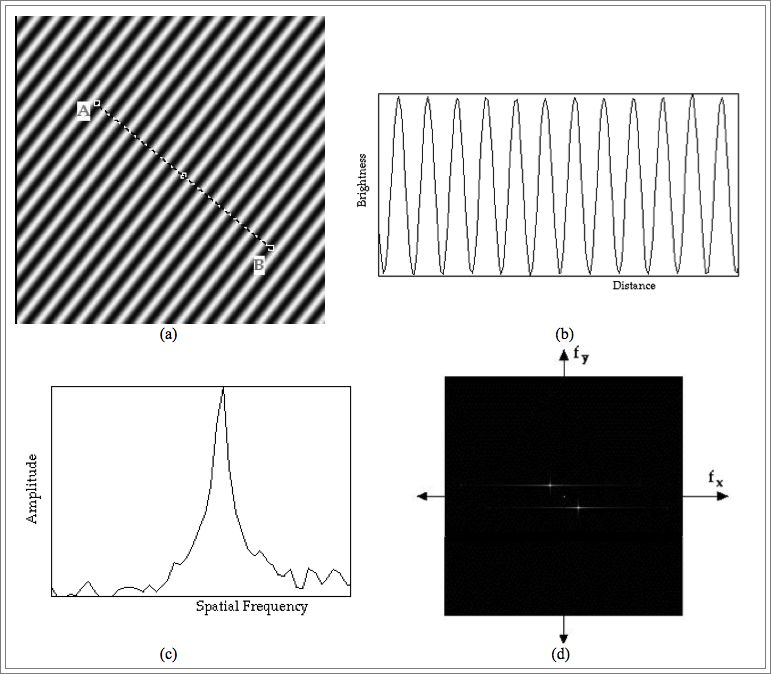 A
B
Brightness
Distance
(a)
(b)
Amplitude
Spatial Frequency
(c)
f y
f x
(d)